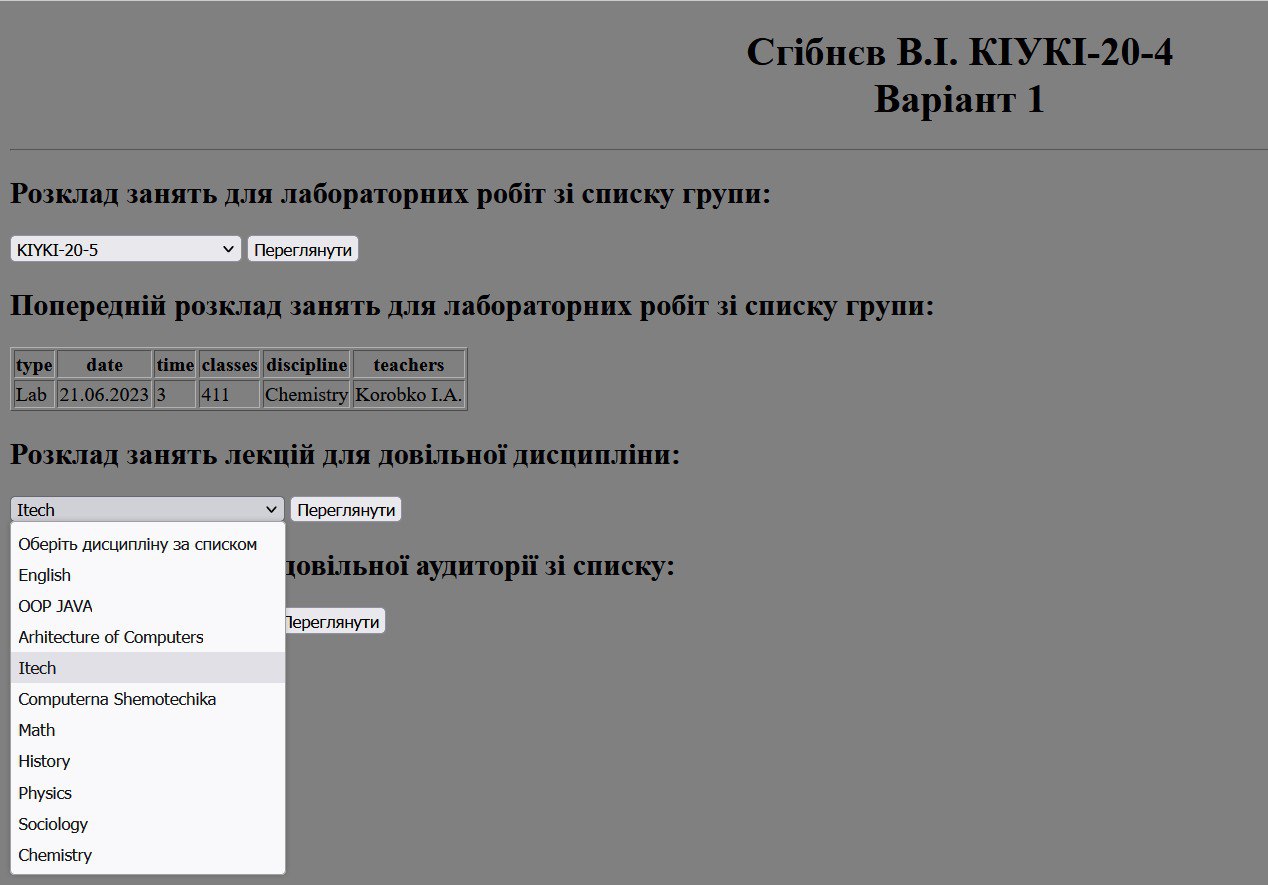 Сгібнєв В.І. КІУКІ-20-4
Варіант 1
Розклад занять для лабораторних робіт зі списку групи:
KIYKI-20-5 Переглянути
Попередній розклад занять для лабораторних робіт зі списку групи:
type date time classes discipline teachers
Lab 21.06.2023 3 411 Chemistry Korobko I.A.
Розклад занять лекцій для довільної дисципліни:
Itech Переглянути
Оберіть дисципліну за списком
довільної аудиторії зі списку:
English
OOP JAVA
Переглянути
Arhitecture of Computers
Itech
Computerna Shemotechika
Math
History
Physics
Sociology
Chemistry